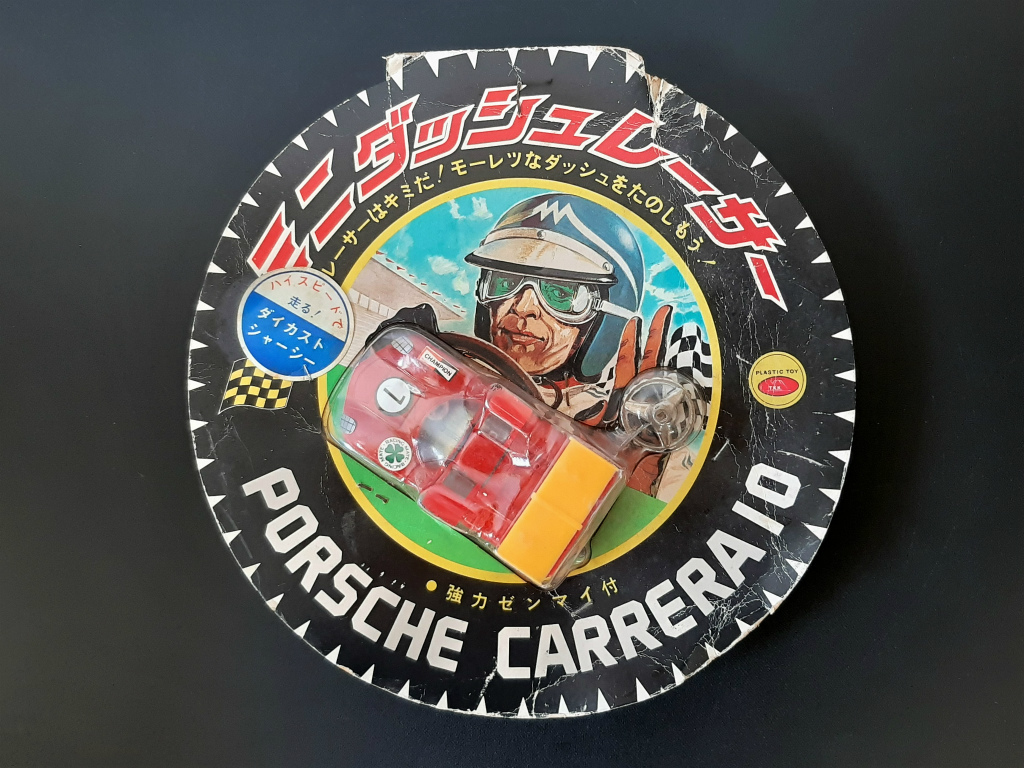 ミニダッシュレーサー
レーサーはキミだ!モーレツなダッシュをたのしもう!
ハイスピードで
走る!
ダイカスト
シャーシー
CHAMPION
1
RACING MATE
PLASTIC TOY
●強力ゼンマイ付
PORSCHE CARRERA 10